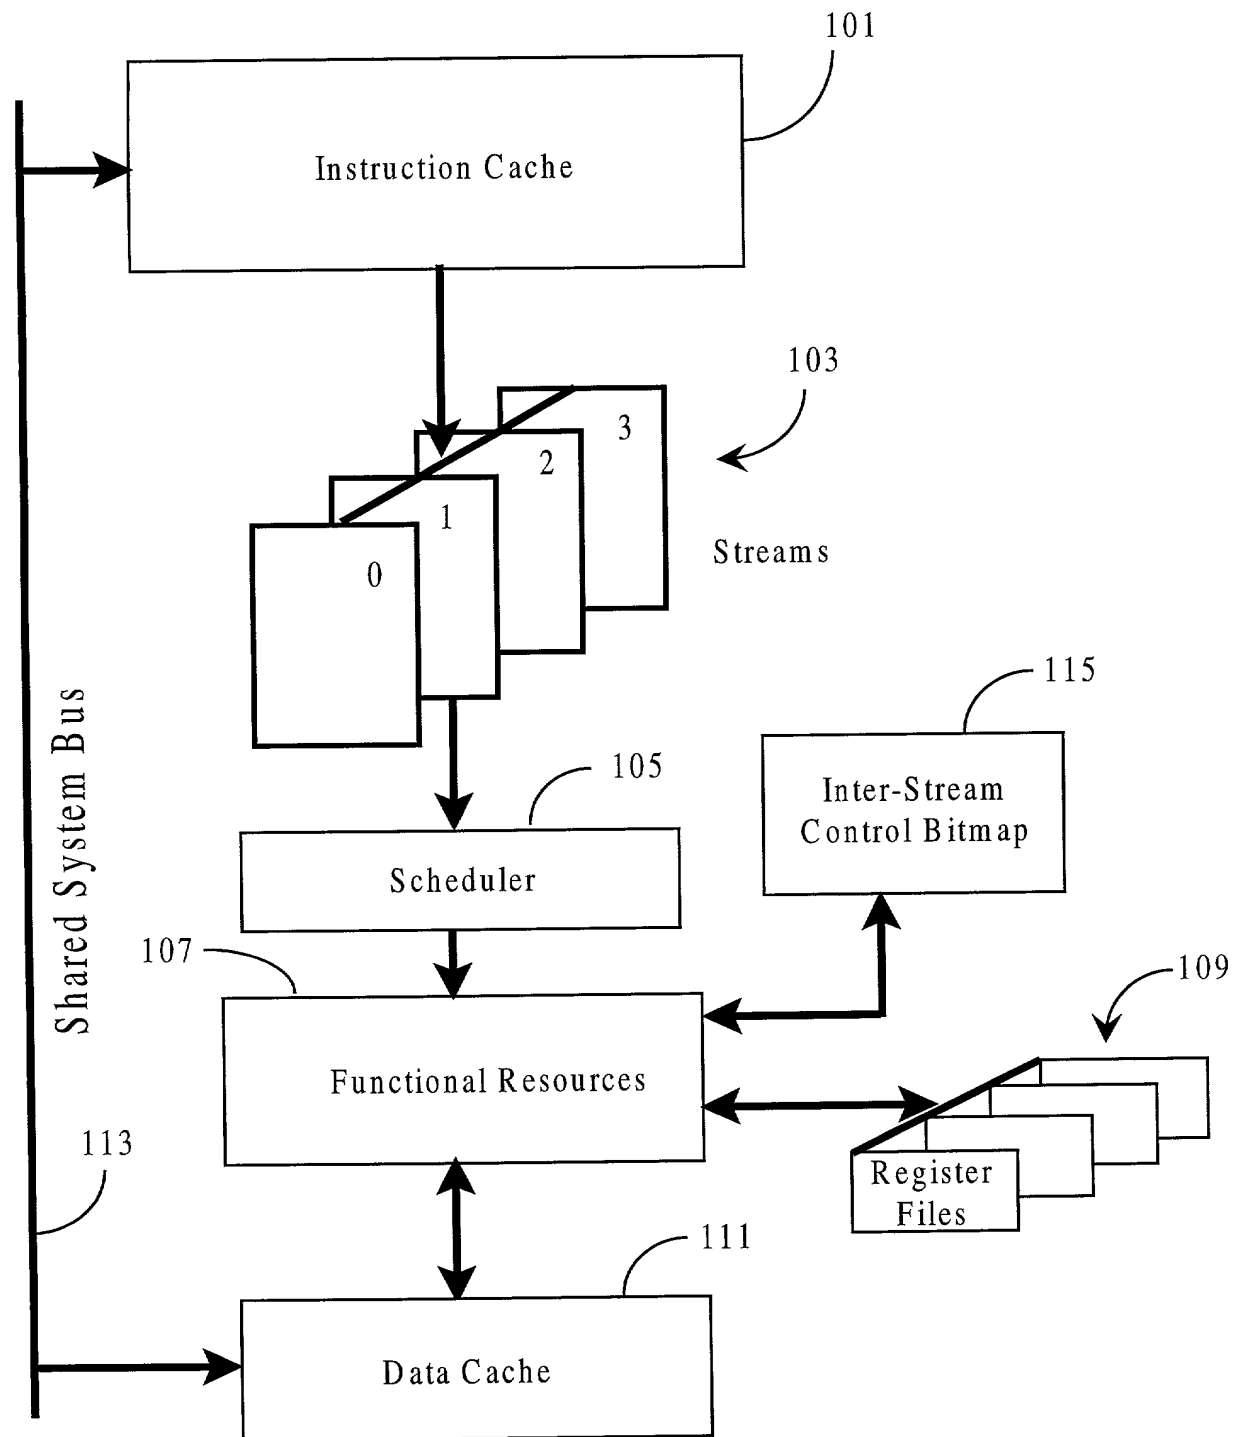 101
Instruction Cache
103
3
2
1
0
Streams
115
Inter-Stream
Control Bitmap
105
Scheduler
107
109
Functional Resources
Register
Files
Shared System Bus
113
111
Data Cache